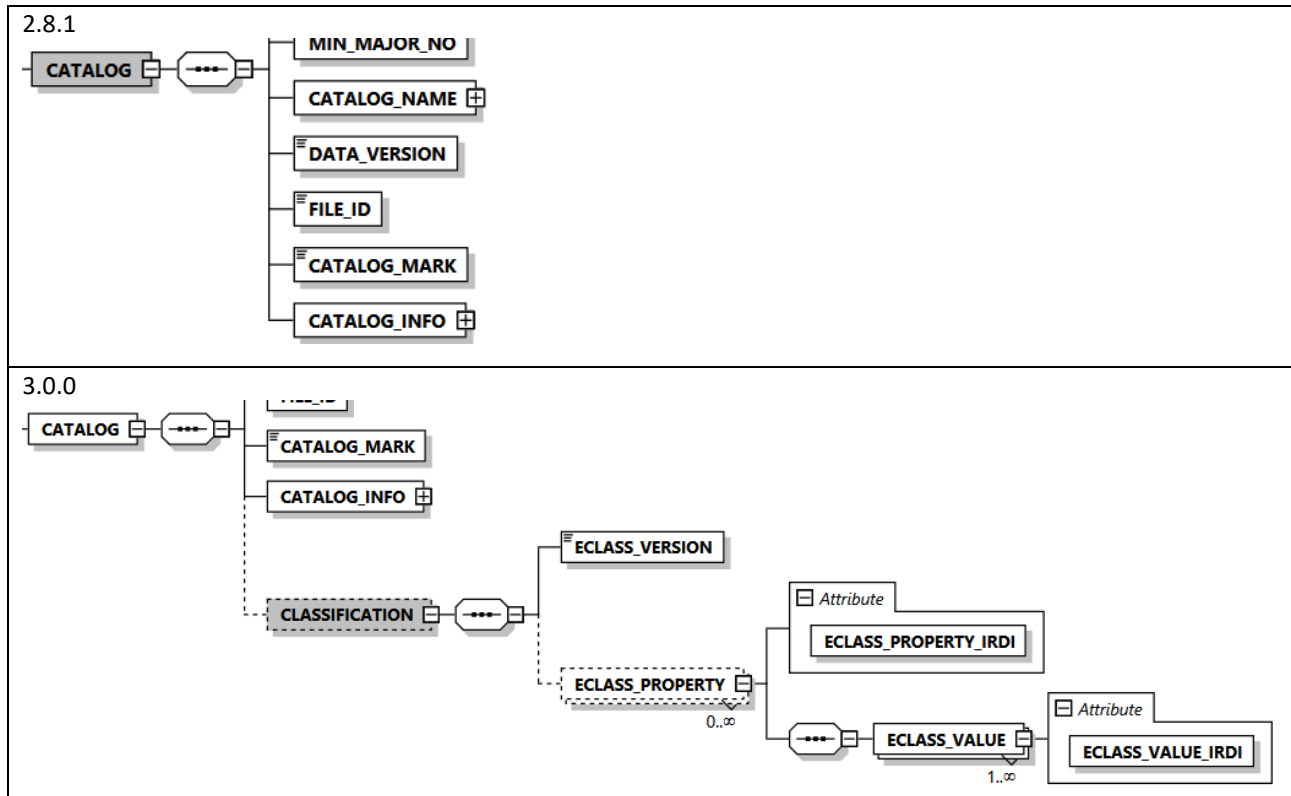 2.8.1
MIN_MAJOR_NO
CATALOG
CATALOG_NAME
DATA_VERSION
FILE_ID
CATALOG_MARK
CATALOG_INFO
3.0.0
FILE_ID
CATALOG
CATALOG_MARK
CATALOG_INFO
ECLASS_VERSION
CLASSIFICATION
Attribute
ECLASS_PROPERTY_IRDI
ECLASS_PROPERTY
0..∞
Attribute
ECLASS_VALUE
ECLASS_VALUE_IRDI
1..∞